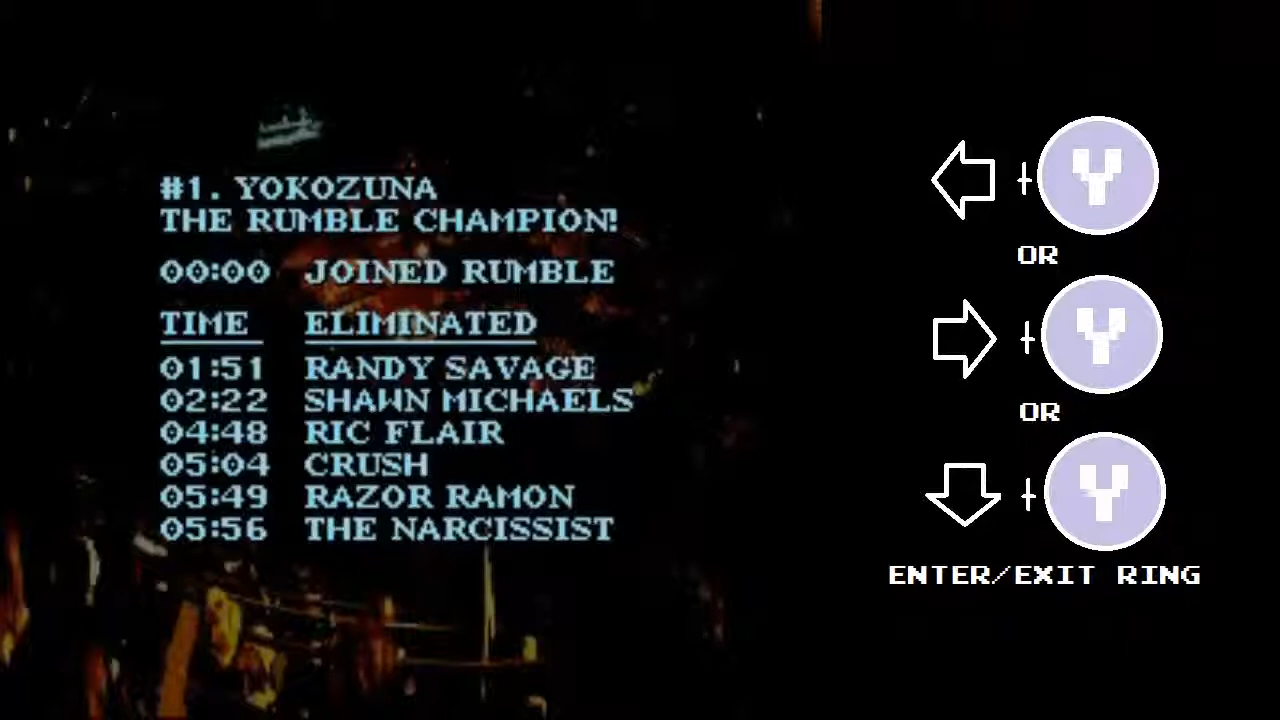 #1. YOKOZUNA
THE RUMBLE CHAMPION!
00:00 JOINED RUMBLE
TIME ELIMINATED
01:51 RANDY SAVAGE
02:22 SHAWN MICHAELS
04:48 RIC FLAIR
05:04 CRUSH
05:49 RAZOR RAMON
05:56 THE NARCISSIST
+ Y
OR
+ Y
OR
+ Y
ENTER/EXIT RING